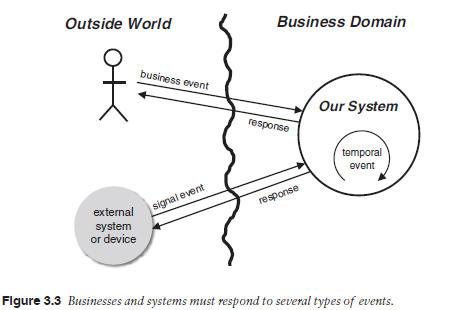 Outside World
Business Domain
business event
response
Our System
temporal
event
signal event
response
external
system
or device
Figure 3.3 Businesses and systems must respond to several types of events.